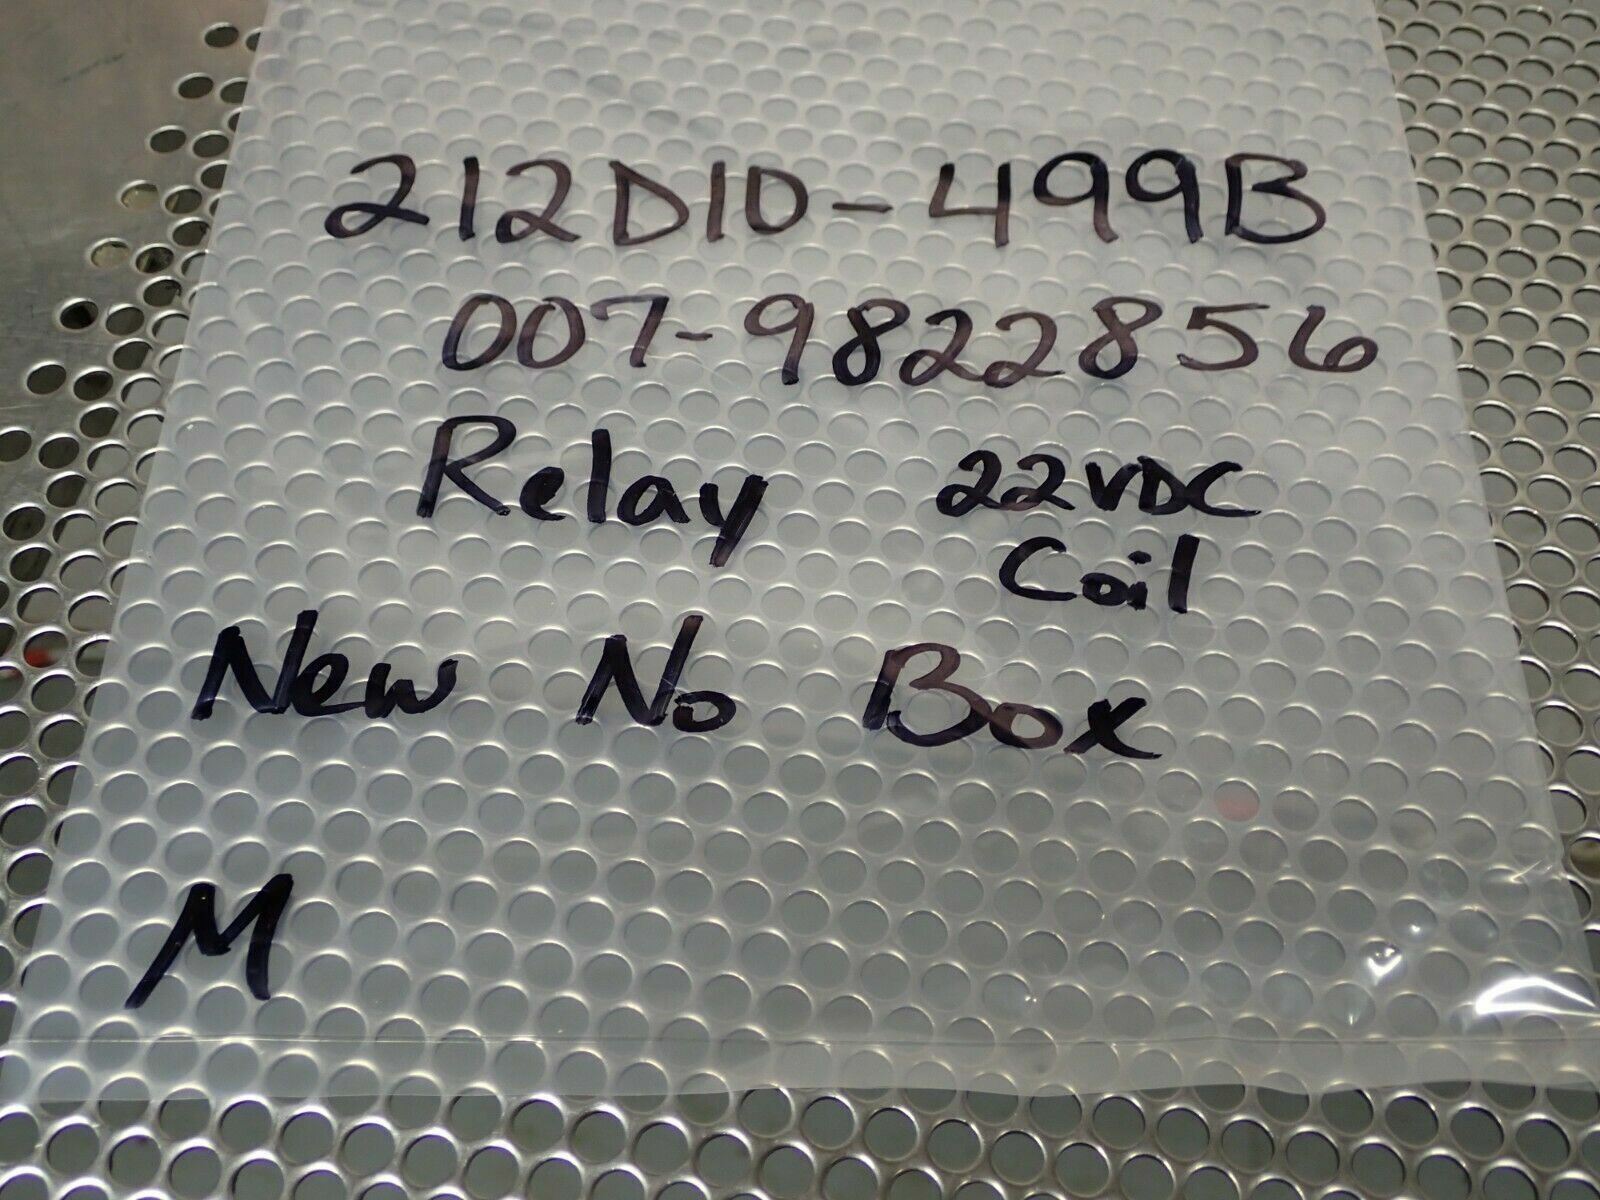 212D10-499B
007-9822856
Relay 22VDC
Coil
New No Box
M